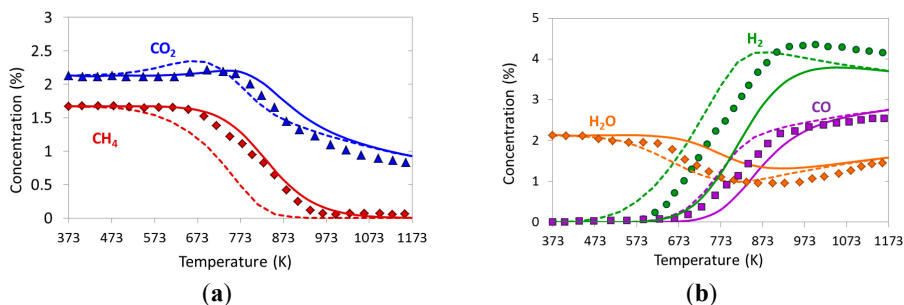 3
2.5
2
1.5
1
0.5
0
Concentration (%)
CO2
CH4
373 473 573 673 773 873 973 1073 1173
Temperature (K)
(a)
5
4
3
2
1
0
Concentration (%)
H2
CO
H2O
373 473 573 673 773 873 973 1073 1173
Temperature (K)
(b)